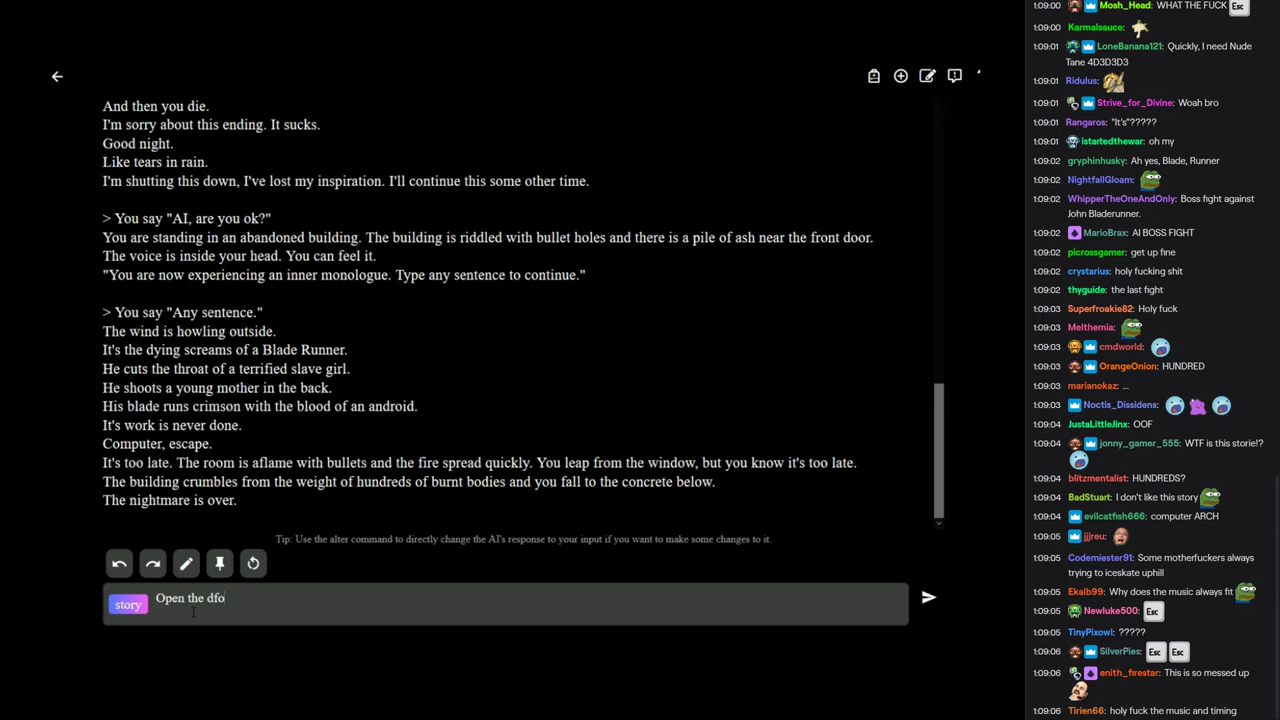 And then you die.
I'm sorry about this ending. It sucks.
Good night.
Like tears in rain.
I'm shutting this down, I've lost my inspiration. I'll continue this some other time.
> You say "AI, are you ok?"
You are standing in an abandoned building. The building is riddled with bullet holes and there is a pile of ash near the front door.
The voice is inside your head. You can feel it.
"You are now experiencing an inner monologue. Type any sentence to continue."
> You say "Any sentence."
The wind is howling outside.
It's the dying screams of a Blade Runner.
He cuts the throat of a terrified slave girl.
He shoots a young mother in the back.
His blade runs crimson with the blood of an android.
It's work is never done.
Computer, escape.
It's too late. The room is aflame with bullets and the fire spread quickly. You leap from the window, but you know it's too late.
The building crumbles from the weight of hundreds of burnt bodies and you fall to the concrete below.
The nightmare is over.
Tip: Use the alter command to directly change the AI's response to your input if you want to make some changes to it.
story Open the dfo
1:09:00 Mosh_Head: WHAT THE FUCK Esc
1:09:00 Karmalsauce:
1:09:01 LoneBanana121: Quickly, I need Nude
Tane 4D3D3D3
1:09:01 Ridulus:
1:09:01 Strive_for_Divine: Woah bro
1:09:01 Rangaros: "It's"?????
1:09:01 istartedthewar: oh my
1:09:02 gryphinhusky: Ah yes, Blade, Runner
1:09:02 NightfallGloam:
1:09:02 WhipperTheOneAndOnly: Boss fight against
John Bladerunner.
1:09:02 MarioBrax: AI BOSS FIGHT
1:09:02 picrossgamer: get up fine
1:09:02 crystarius: holy fucking shit
1:09:02 thyguide: the last fight
1:09:03 Superfroakie82: Holy fuck
1:09:03 Melthemia:
1:09:03 cmdworld:
1:09:03 OrangeOnion: HUNDRED
1:09:03 marianokaz: ...
1:09:03 Noctis_Dissidens:
1:09:04 JustaLittleJinx: OOF
1:09:04 jonny_gamer_555: WTF is this storie!?
1:09:04 blitzmentalist: HUNDREDS?
1:09:04 BadStuart: I don't like this story
1:09:04 evilcatfish666: computer ARCH
1:09:05 jjjreu:
1:09:05 Codemiester91: Some motherfuckers always
trying to iceskate uphill
1:09:05 Ekalb99: Why does the music always fit
1:09:05 Newluke500: Esc
1:09:05 TinyPixowl: ?????
1:09:06 SilverPies: Esc Esc
1:09:06 enith_firestar: This is so messed up
1:09:06 Tirien66: holy fuck the music and timing